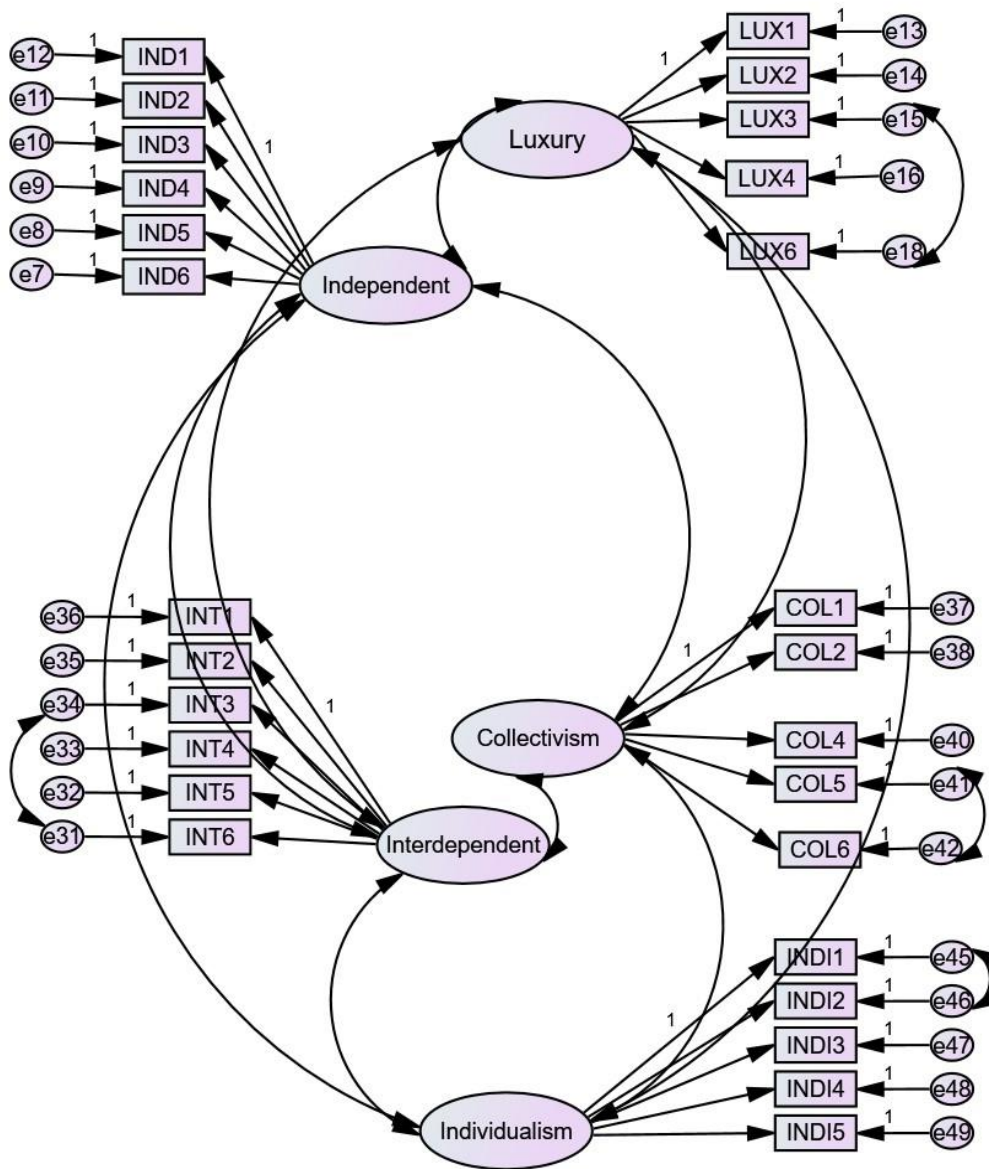 e12 1 IND1
e11 1 IND2
e10 1 IND3
e9 1 IND4
e8 1 IND5
e7 1 IND6
1
Independent
Luxury
1
LUX1 1 e13
LUX2 1 e14
LUX3 1 e15
LUX4 1 e16
LUX6 1 e18
e36 1 INT1
e35 1 INT2
e34 1 INT3
e33 1 INT4
e32 1 INT5
e31 1 INT6
1
Interdependent
Collectivism
1
COL1 1 e37
COL2 1 e38
COL4 1 e40
COL5 1 e41
COL6 1 e42
Individualism
1
INDI1 1 e45
INDI2 1 e46
INDI3 1 e47
INDI4 1 e48
INDI5 1 e49